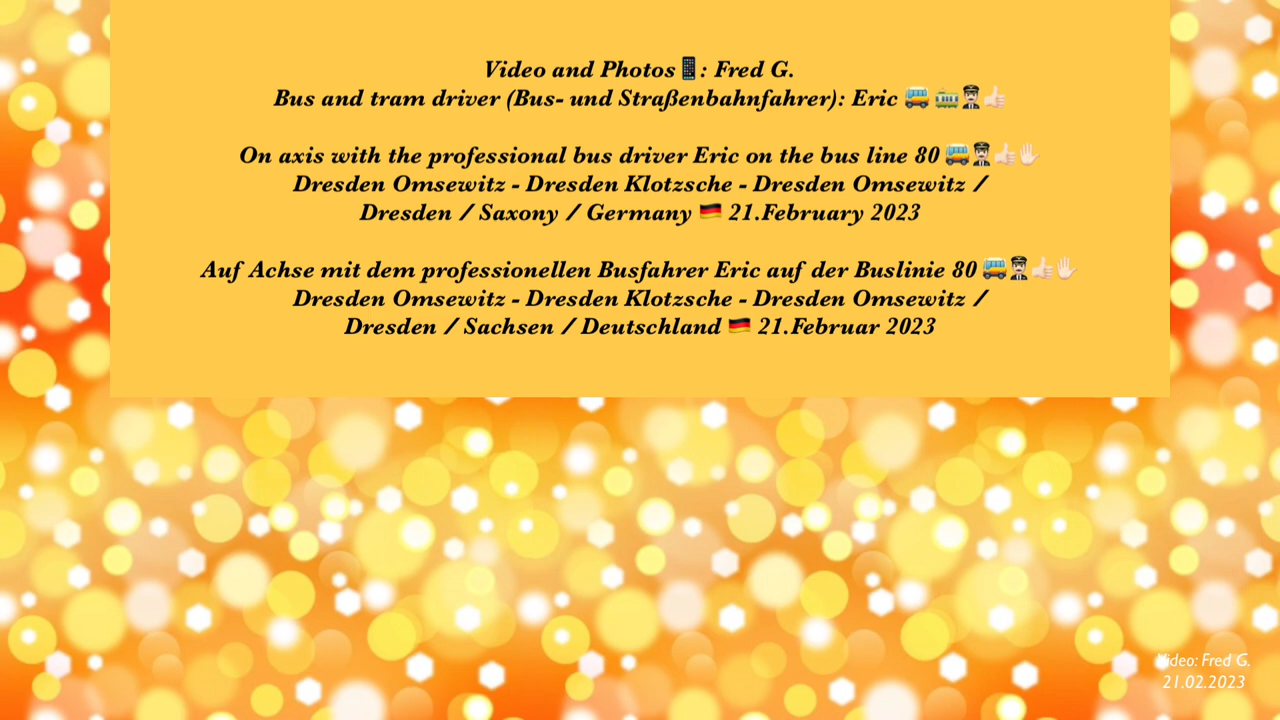 Video and Photos📱: Fred G.
Bus and tram driver (Bus- und Straßenbahnfahrer): Eric 🚌 🚋👨🏻‍✈️👍🏻
On axis with the professional bus driver Eric on the bus line 80 🚌👨🏻‍✈️👍🏻✋🏻
Dresden Omsewitz - Dresden Klotzsche - Dresden Omsewitz /
Dresden / Saxony / Germany 🇩🇪 21.February 2023
Auf Achse mit dem professionellen Busfahrer Eric auf der Buslinie 80 🚌👨🏻‍✈️👍🏻✋🏻
Dresden Omsewitz - Dresden Klotzsche - Dresden Omsewitz /
Dresden / Sachsen / Deutschland 🇩🇪 21.Februar 2023
Video: Fred G.
21.02.2023